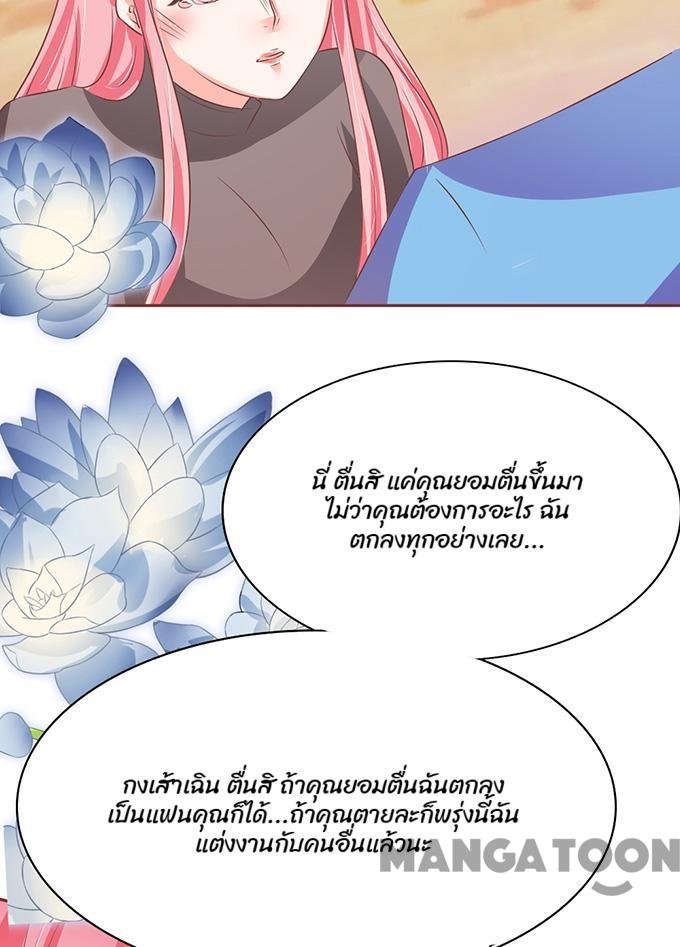 นี่ ตื่นสิ แค่คุณยอมตื่นขึ้นมา
ไม่ว่าคุณต้องการอะไร ฉัน
ตกลงทุกอย่างเลย...
กงเส้าเฉิน ตื่นสิ ถ้าคุณยอมตื่นฉันตกลง
เป็นแฟนคุณก็ได้...ถ้าคุณตายละก็พรุ่งนี้ฉัน
แต่งงานกับคนอื่นแล้วนะ
MANGATOON